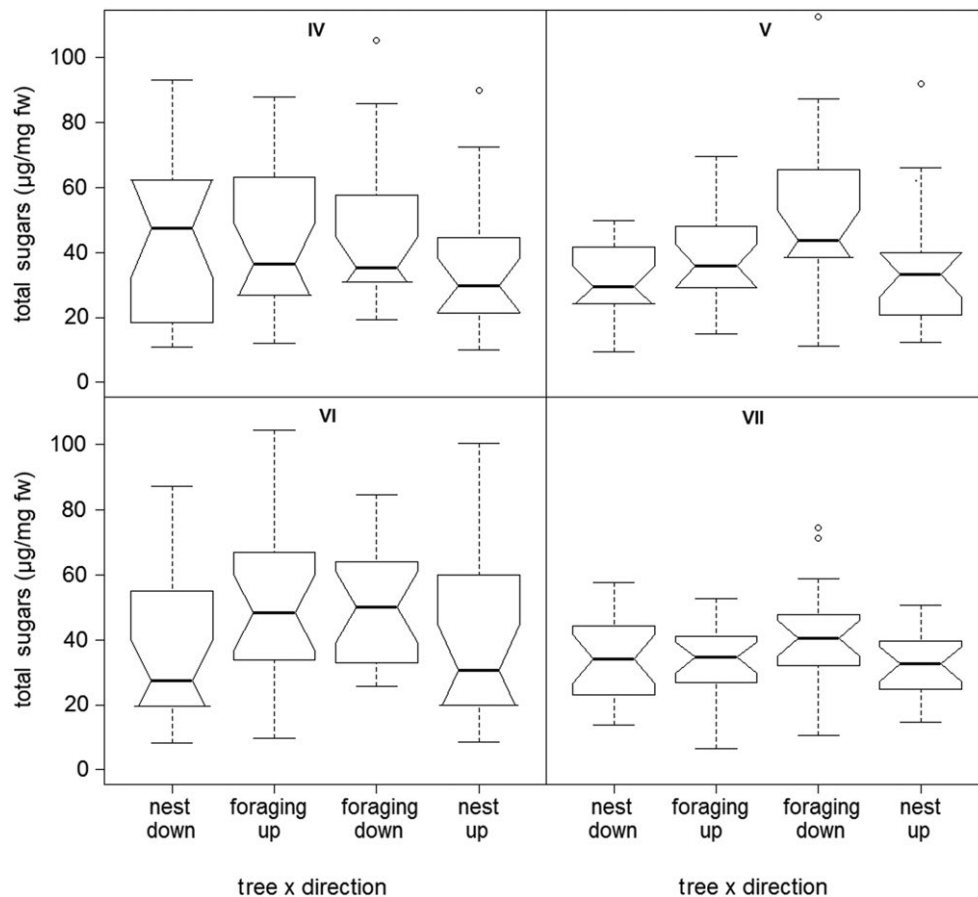 IV
V
total sugars (µg/mg fw)
100
80
60
40
20
0
VI
VII
total sugars (µg/mg fw)
100
80
60
40
20
0
nest
down
foraging
up
foraging
down
nest
up
nest
down
foraging
up
foraging
down
nest
up
tree x direction
tree x direction